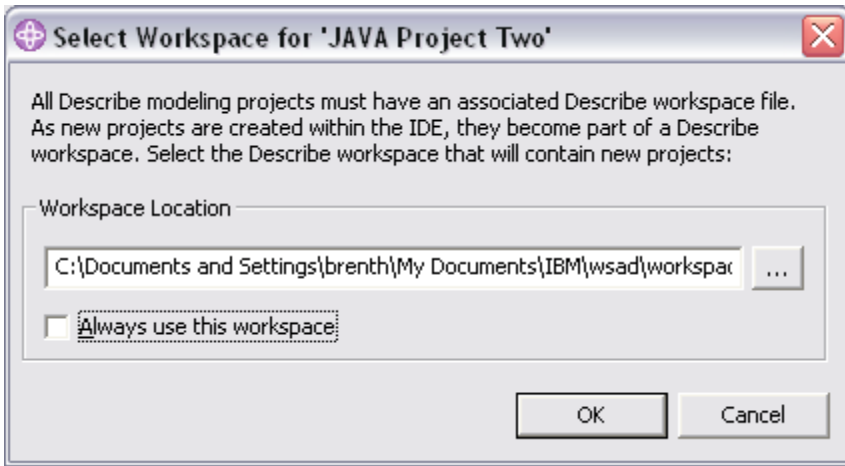 Select Workspace for 'JAVA Project Two'
All Describe modeling projects must have an associated Describe workspace file.
As new projects are created within the IDE, they become part of a Describe
workspace. Select the Describe workspace that will contain new projects:
Workspace Location
C:\Documents and Settings\brenth\My Documents\IBM\wsad\workspac
...
Always use this workspace
OK Cancel